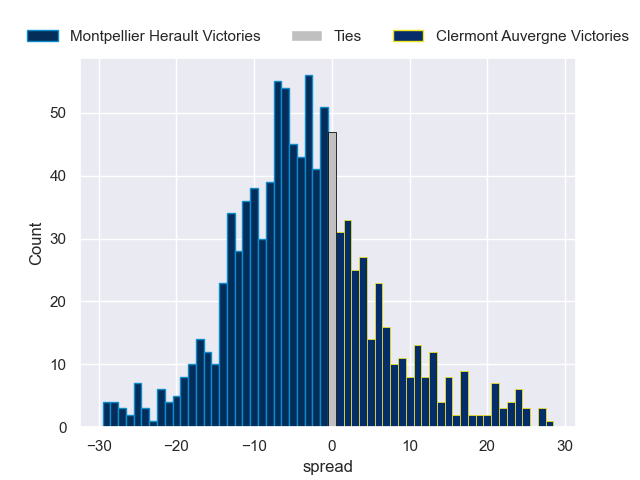 Montpellier Herault Victories Ties Clermont Auvergne Victories
50
40
30
20
10
0
Count
−30 −20 −10 0 10 20 30
spread